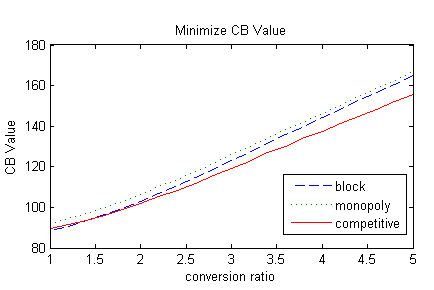 Minimize CB Value
180
160
140
120
100
80
CB Value
1
1.5
2
2.5
3
3.5
4
4.5
5
conversion ratio
block
monopoly
competitive